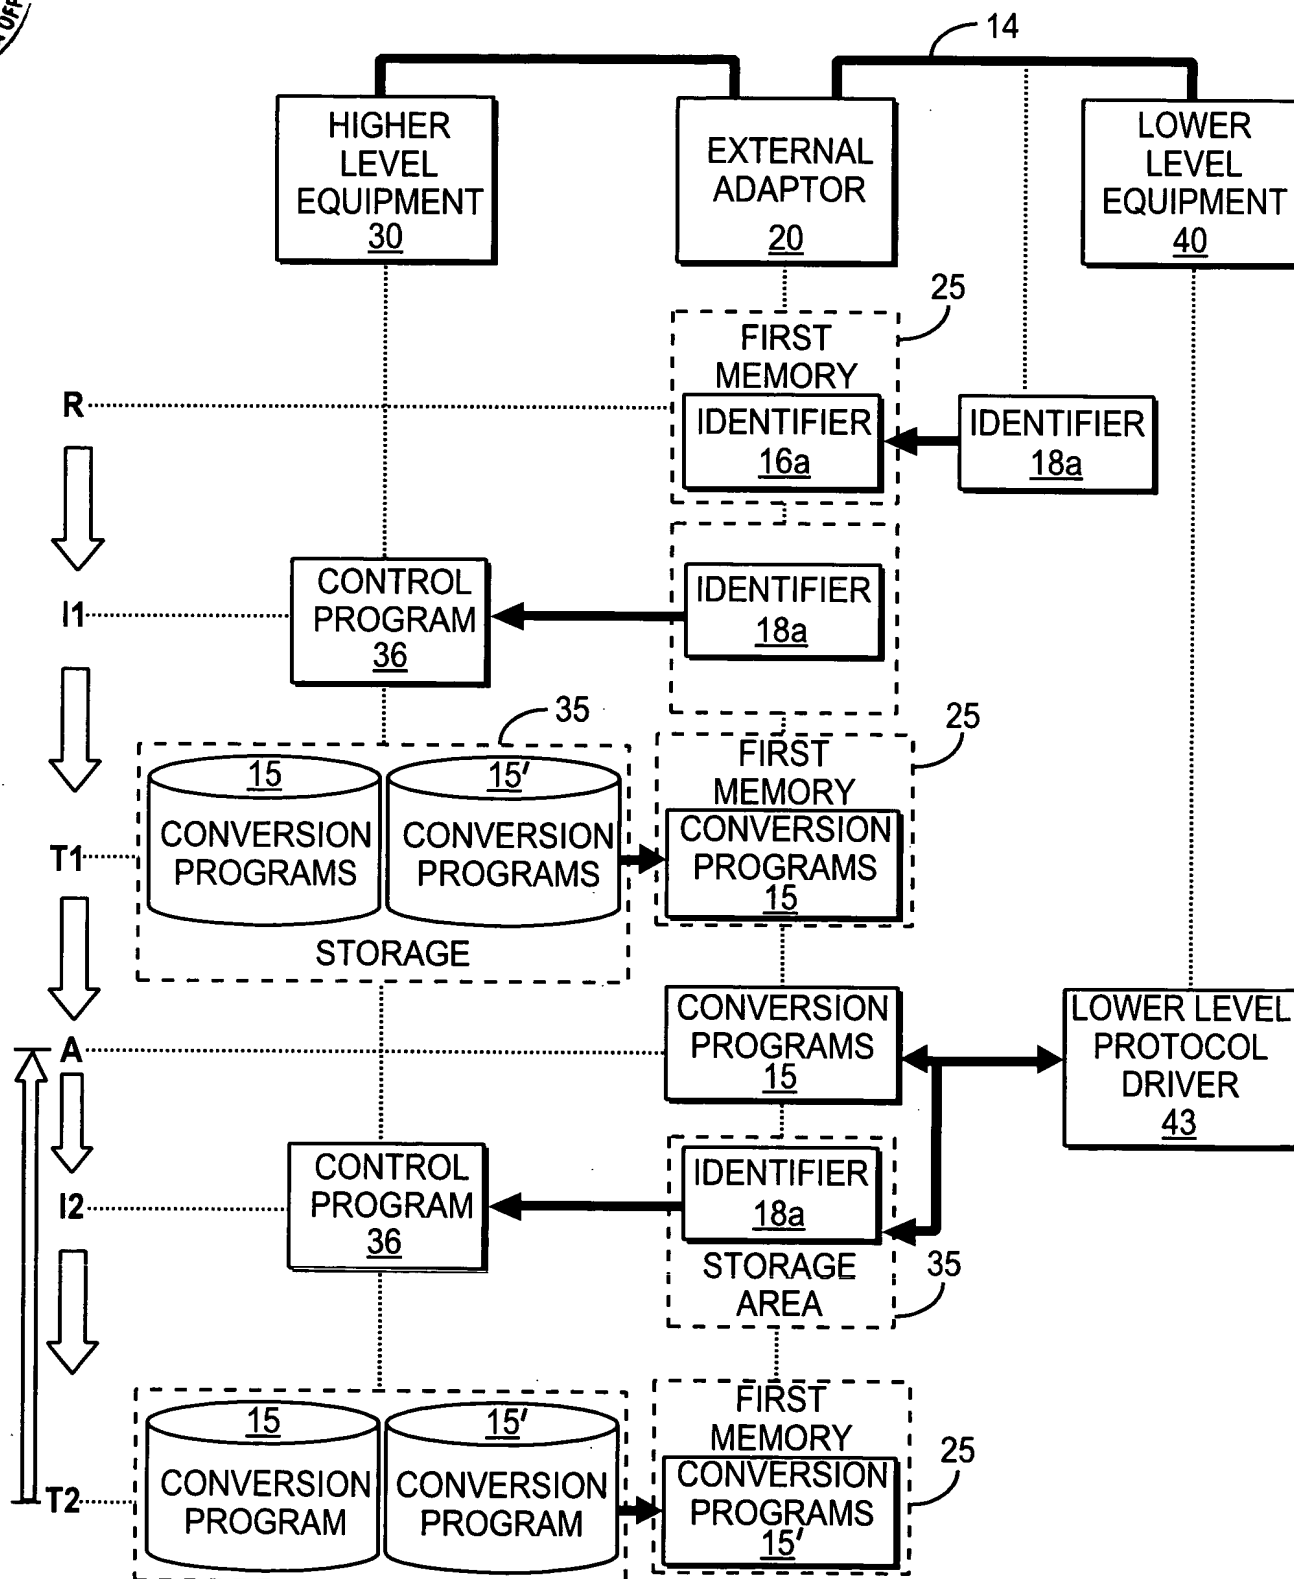 N OFF
14
HIGHER
LEVEL
EQUIPMENT
30
EXTERNAL
ADAPTOR
20
LOWER
LEVEL
EQUIPMENT
40
25
FIRST
MEMORY
R
IDENTIFIER
16a
IDENTIFIER
18a
I1
CONTROL
PROGRAM
36
IDENTIFIER
18a
35
25
15
CONVERSION
PROGRAMS
15′
CONVERSION
PROGRAMS
STORAGE
FIRST
MEMORY
CONVERSION
PROGRAMS
15
T1
A
CONVERSION
PROGRAMS
15
LOWER LEVEL
PROTOCOL
DRIVER
43
I2
CONTROL
PROGRAM
36
IDENTIFIER
18a
STORAGE
AREA
35
15
CONVERSION
PROGRAM
15′
CONVERSION
PROGRAM
FIRST
MEMORY
CONVERSION
PROGRAMS
15′
25
T2